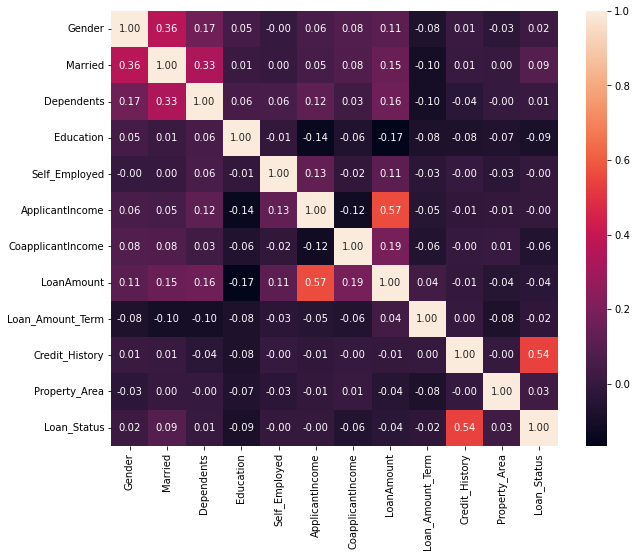 Gender 1.00 0.36 0.17 0.05 -0.00 0.06 0.08 0.11 -0.08 0.01 -0.03 0.02
Married 0.36 1.00 0.33 0.01 0.00 0.05 0.08 0.15 -0.10 0.01 0.00 0.09
Dependents 0.17 0.33 1.00 0.06 0.06 0.12 0.03 0.16 -0.10 -0.04 -0.00 0.01
Education 0.05 0.01 0.06 1.00 -0.01 -0.14 -0.06 -0.17 -0.08 -0.08 -0.07 -0.09
Self_Employed -0.00 0.00 0.06 -0.01 1.00 0.13 -0.02 0.11 -0.03 -0.00 -0.03 -0.00
ApplicantIncome 0.06 0.05 0.12 -0.14 0.13 1.00 -0.12 0.57 -0.05 -0.01 -0.01 -0.00
CoapplicantIncome 0.08 0.08 0.03 -0.06 -0.02 -0.12 1.00 0.19 -0.06 -0.00 0.01 -0.06
LoanAmount 0.11 0.15 0.16 -0.17 0.11 0.57 0.19 1.00 0.04 -0.01 -0.04 -0.04
Loan_Amount_Term -0.08 -0.10 -0.10 -0.08 -0.03 -0.05 -0.06 0.04 1.00 0.00 -0.08 -0.02
Credit_History 0.01 0.01 -0.04 -0.08 -0.00 -0.01 -0.00 -0.01 0.00 1.00 -0.00 0.54
Property_Area -0.03 0.00 -0.00 -0.07 -0.03 -0.01 0.01 -0.04 -0.08 -0.00 1.00 0.03
Loan_Status 0.02 0.09 0.01 -0.09 -0.00 -0.00 -0.06 -0.04 -0.02 0.54 0.03 1.00
Gender
Married
Dependents
Education
Self_Employed
ApplicantIncome
CoapplicantIncome
LoanAmount
Loan_Amount_Term
Credit_History
Property_Area
Loan_Status
1.0
0.8
0.6
0.4
0.2
0.0